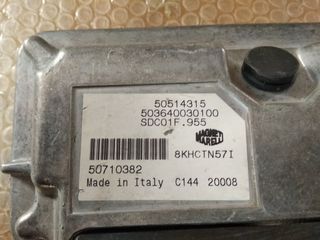 50514315
503640030100
SDC01F.955
MAGNETI
MARELLI
8KHCTN57I
50710382
Made in Italy C144 20008